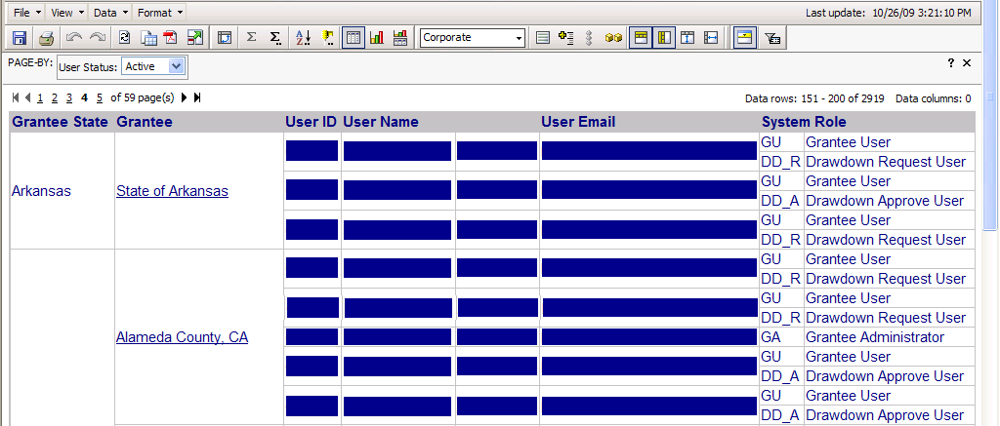 File View Data Format Last update: 10/26/09 3:21:10 PM
Corporate
PAGE-BY: User Status: Active ? ×
1 2 3 4 5 of 59 page(s) Data rows: 151 - 200 of 2919 Data columns: 0
Grantee State Grantee User ID User Name User Email System Role
GU Grantee User
DD_R Drawdown Request User
GU Grantee User
Arkansas State of Arkansas
DD_A Drawdown Approve User
GU Grantee User
DD_R Drawdown Request User
GU Grantee User
DD_R Drawdown Request User
GU Grantee User
DD_R Drawdown Request User
Alameda County, CA GA Grantee Administrator
GU Grantee User
DD_A Drawdown Approve User
GU Grantee User
DD_A Drawdown Approve User